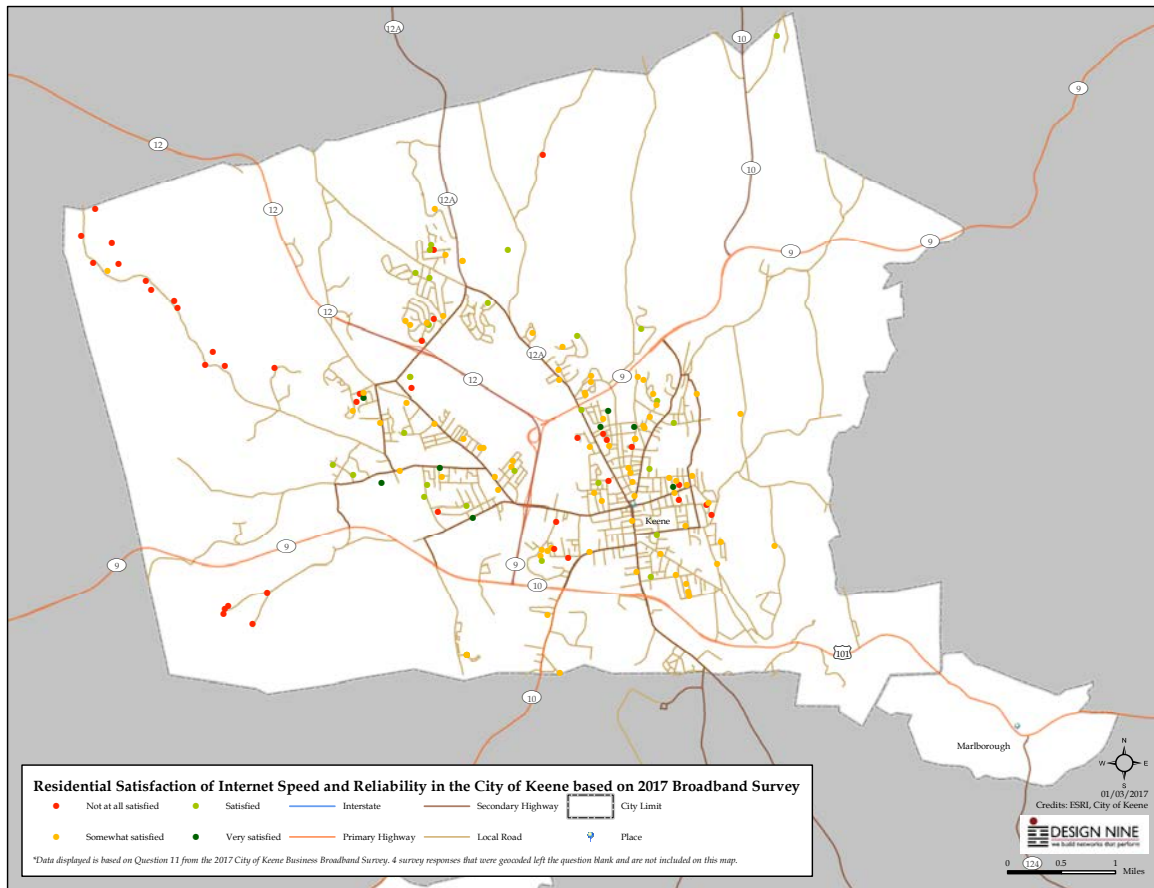 12A
10
9
12
10
12A
12
9
9
12
12A
9
12
Keene
9
9
9
10
101
10
Marlborough
N
W E
S
01/03/2017
Credits: ESRI, City of Keene
DESIGN NINE
we build networks that perform
124
0 0.5 1
Miles
Residential Satisfaction of Internet Speed and Reliability in the City of Keene based on 2017 Broadband Survey
Not at all satisfied Satisfied Interstate Secondary Highway City Limit
Somewhat satisfied Very satisfied Primary Highway Local Road Place
*Data displayed is based on Question 11 from the 2017 City of Keene Business Broadband Survey. 4 survey responses that were geocoded left the question blank and are not included on this map.